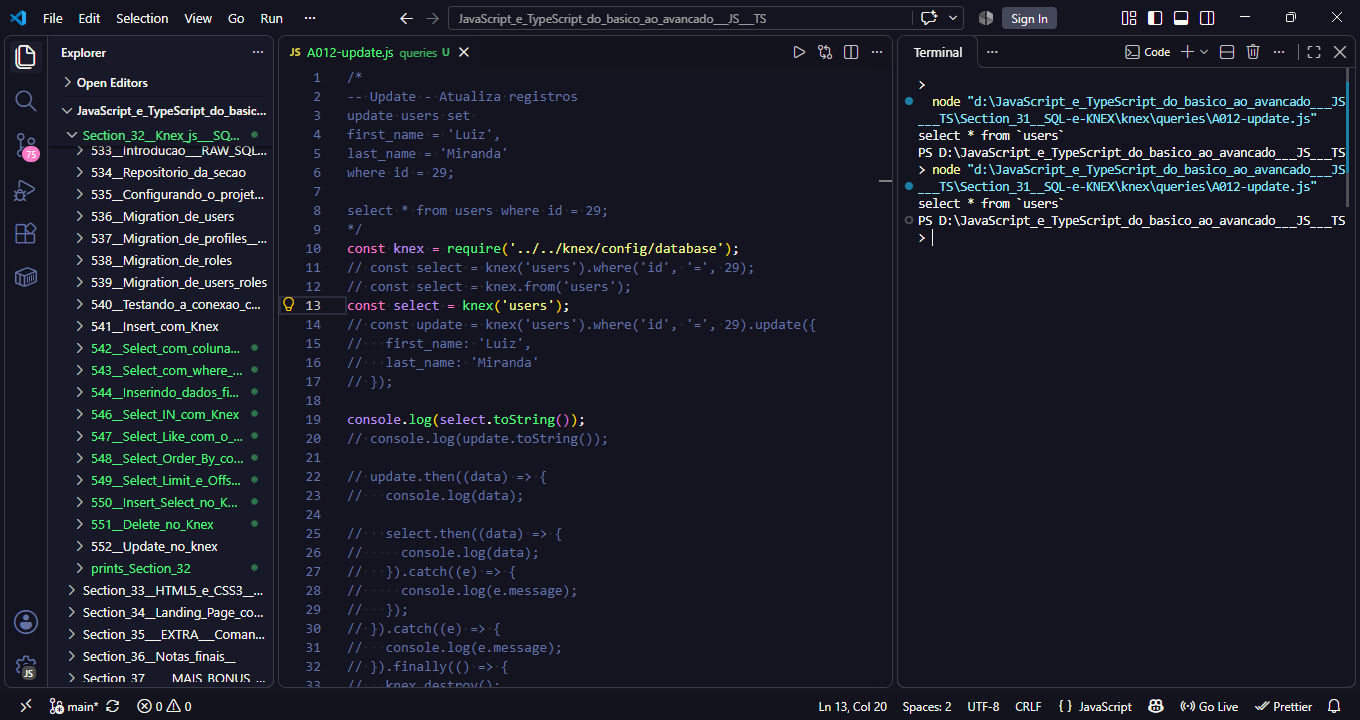 File Edit Selection View Go Run ···
JavaScript_e_TypeScript_do_basico_ao_avancado___JS___TS
Sign In
Explorer
Open Editors
JavaScript_e_TypeScript_do_basic...
Section_32__Knex_js___SQ...
533__Introducao___RAW_SQL...
534__Repositorio_da_secao
535__Configurando_o_projet...
536__Migration_de_users
537__Migration_de_profiles__...
538__Migration_de_roles
539__Migration_de_users_roles
540__Testando_a_conexao_c...
541__Insert_com_Knex
542__Select_com_coluna...
543__Select_com_where_...
544__Inserindo_dados_fi...
546__Select_IN_com_Knex
547__Select_Like_com_o_...
548__Select_Order_By_co...
549__Select_Limit_e_Offs...
550__Insert_Select_no_K...
551__Delete_no_Knex
552__Update_no_knex
prints_Section_32
Section_33__HTML5_e_CSS3__...
Section_34__Landing_Page_co...
Section_35___EXTRA___Coman...
Section_36__Notas_finais__
Section_37___MAIS_BONUS_...
75
JS
JS A012-update.js queries U
1 /*
2 -- Update - Atualiza registros
3 update users set
4 first_name = 'Luiz',
5 last_name = 'Miranda'
6 where id = 29;
7
8 select * from users where id = 29;
9 */
10 const knex = require('../../knex/config/database');
11 // const select = knex('users').where('id', '=', 29);
12 // const select = knex.from('users');
13 const select = knex('users');
14 // const update = knex('users').where('id', '=', 29).update({
15 //   first_name: 'Luiz',
16 //   last_name: 'Miranda'
17 // });
18
19 console.log(select.toString());
20 // console.log(update.toString());
21
22 // update.then((data) => {
23 //   console.log(data);
24
25 //   select.then((data) => {
26 //     console.log(data);
27 //   }).catch((e) => {
28 //     console.log(e.message);
29 //   });
30 // }).catch((e) => {
31 //   console.log(e.message);
32 // }).finally(() => {
33 //   knex.destroy();
Terminal
Code
>
node "d:\JavaScript_e_TypeScript_do_basico_ao_avancado___JS
___TS\Section_31__SQL-e-KNEX\knex\queries\A012-update.js"
select * from `users`
PS D:\JavaScript_e_TypeScript_do_basico_ao_avancado___JS___TS
> node "d:\JavaScript_e_TypeScript_do_basico_ao_avancado___JS
___TS\Section_31__SQL-e-KNEX\knex\queries\A012-update.js"
select * from `users`
PS D:\JavaScript_e_TypeScript_do_basico_ao_avancado___JS___TS
>
main* 0 0 Ln 13, Col 20 Spaces: 2 UTF-8 CRLF { } JavaScript Go Live Prettier